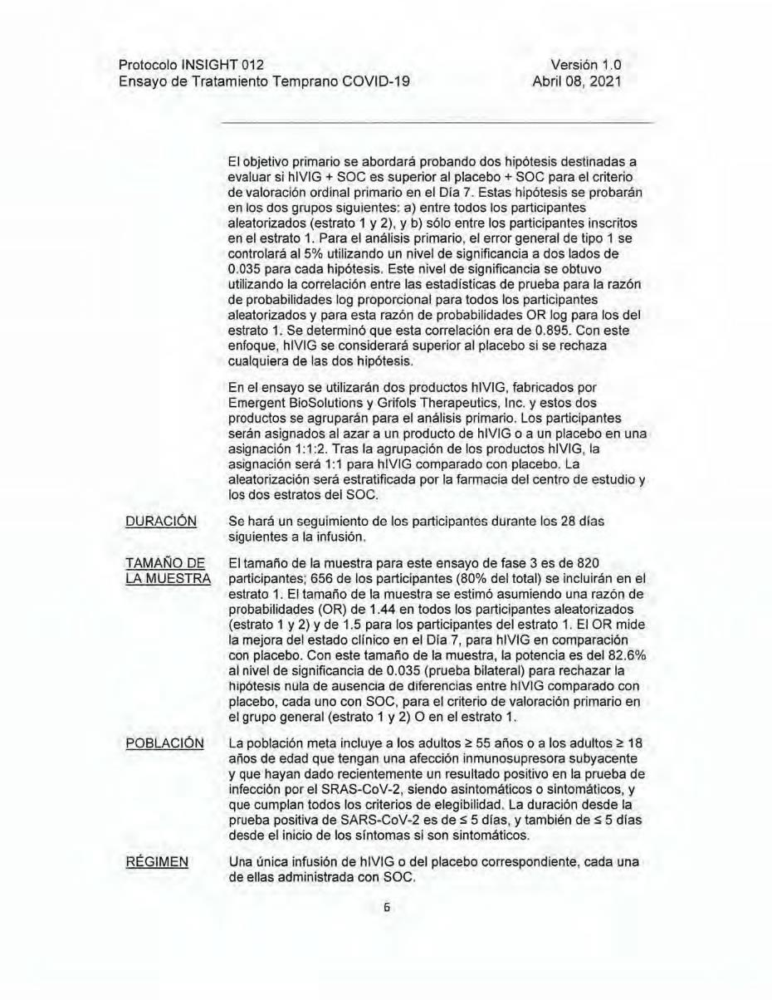 Protocolo INSIGHT 012 Versión 1.0
Ensayo de Tratamiento Temprano COVID-19 Abril 08, 2021
El objetivo primario se abordará probando dos hipótesis destinadas a
evaluar si hIVIG + SOC es superior al placebo + SOC para el criterio
de valoración ordinal primario en el Día 7. Estas hipótesis se probarán
en los dos grupos siguientes: a) entre todos los participantes
aleatorizados (estrato 1 y 2), y b) sólo entre los participantes inscritos
en el estrato 1. Para el análisis primario, el error general de tipo 1 se
controlará al 5% utilizando un nivel de significancia a dos lados de
0.035 para cada hipótesis. Este nivel de significancia se obtuvo
utilizando la correlación entre las estadísticas de prueba para la razón
de probabilidades log proporcional para todos los participantes
aleatorizados y para esta razón de probabilidades OR log para los del
estrato 1. Se determinó que esta correlación era de 0.895. Con este
enfoque, hIVIG se considerará superior al placebo si se rechaza
cualquiera de las dos hipótesis.
En el ensayo se utilizarán dos productos hIVIG, fabricados por
Emergent BioSolutions y Grifols Therapeutics, Inc. y estos dos
productos se agruparán para el análisis primario. Los participantes
serán asignados al azar a un producto de hIVIG o a un placebo en una
asignación 1:1:2. Tras la agrupación de los productos hIVIG, la
asignación será 1:1 para hIVIG comparado con placebo. La
aleatorización será estratificada por la farmacia del centro de estudio y
los dos estratos del SOC.
DURACIÓN Se hará un seguimiento de los participantes durante los 28 días
siguientes a la infusión.
TAMAÑO DE El tamaño de la muestra para este ensayo de fase 3 es de 820
LA MUESTRA participantes; 656 de los participantes (80% del total) se incluirán en el
estrato 1. El tamaño de la muestra se estimó asumiendo una razón de
probabilidades (OR) de 1.44 en todos los participantes aleatorizados
(estrato 1 y 2) y de 1.5 para los participantes del estrato 1. El OR mide
la mejora del estado clínico en el Día 7, para hIVIG en comparación
con placebo. Con este tamaño de la muestra, la potencia es del 82.6%
al nivel de significancia de 0.035 (prueba bilateral) para rechazar la
hipótesis nula de ausencia de diferencias entre hIVIG comparado con
placebo, cada uno con SOC, para el criterio de valoración primario en
el grupo general (estrato 1 y 2) O en el estrato 1.
POBLACIÓN La población meta incluye a los adultos ≥ 55 años o a los adultos ≥ 18
años de edad que tengan una afección inmunosupresora subyacente
y que hayan dado recientemente un resultado positivo en la prueba de
infección por el SRAS-CoV-2, siendo asintomáticos o sintomáticos, y
que cumplan todos los criterios de elegibilidad. La duración desde la
prueba positiva de SARS-CoV-2 es de ≤ 5 días, y también de ≤ 5 días
desde el inicio de los síntomas si son sintomáticos.
RÉGIMEN Una única infusión de hIVIG o del placebo correspondiente, cada una
de ellas administrada con SOC.
6